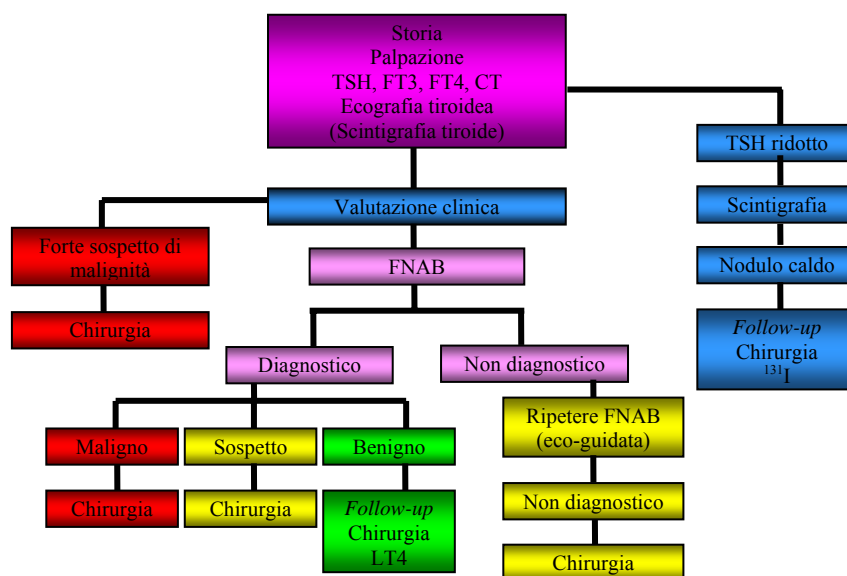 Storia
Palpazione
TSH, FT3, FT4, CT
Ecografia tiroidea
(Scintigrafia tiroide)
TSH ridotto
Scintigrafia
Nodulo caldo
Follow-up
Chirurgia
¹³¹I
Valutazione clinica
Forte sospetto di
malignità
Chirurgia
FNAB
Diagnostico
Non diagnostico
Maligno
Chirurgia
Sospetto
Chirurgia
Benigno
Follow-up
Chirurgia
LT4
Ripetere FNAB
(eco-guidata)
Non diagnostico
Chirurgia